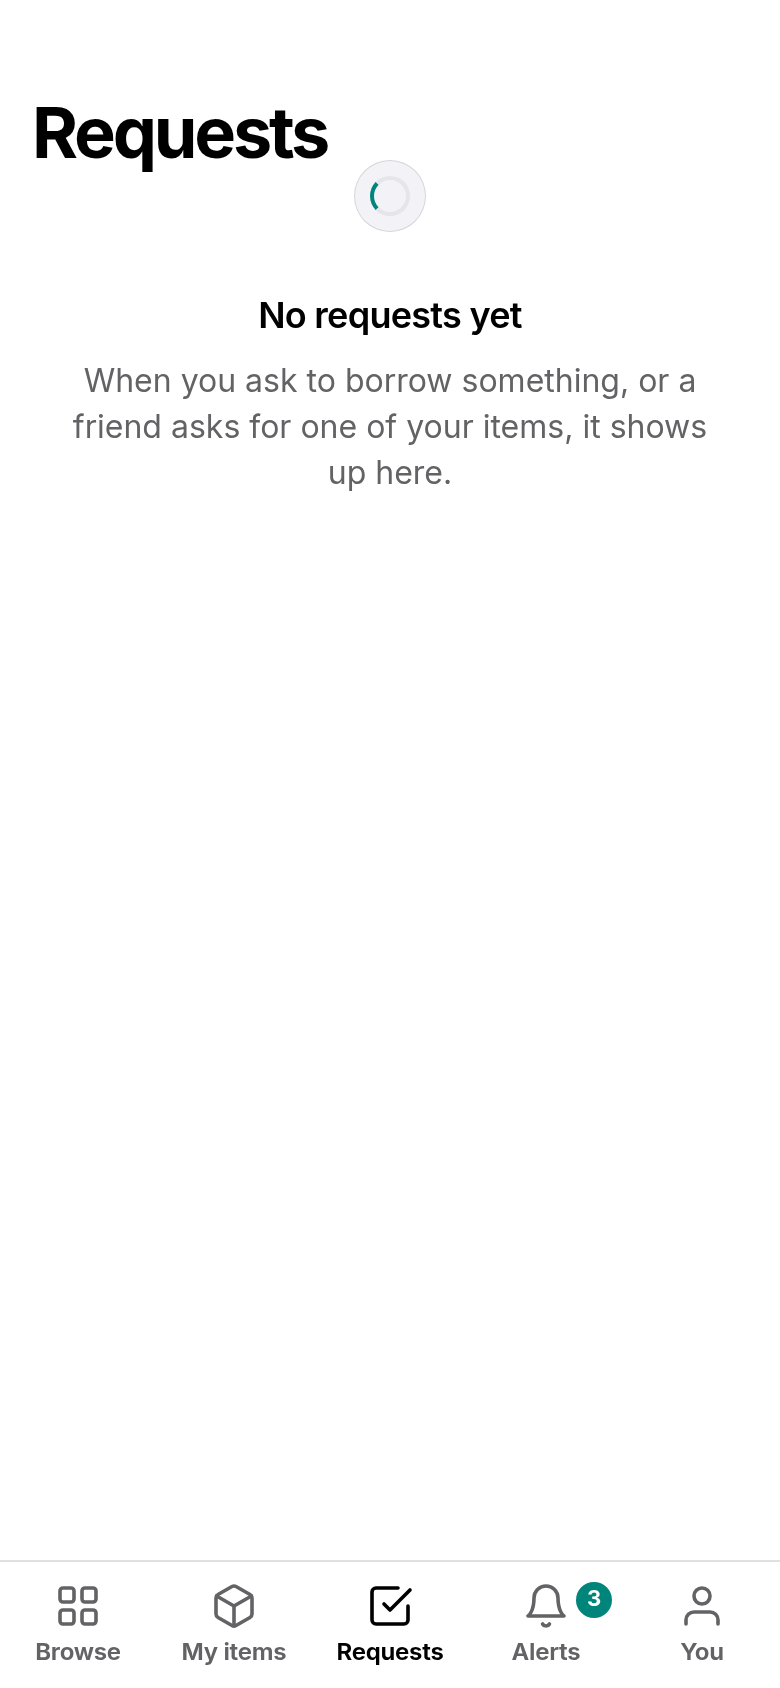 Requests
No requests yet
When you ask to borrow something, or a
friend asks for one of your items, it shows
up here.
3
Browse
My items
Requests
Alerts
You